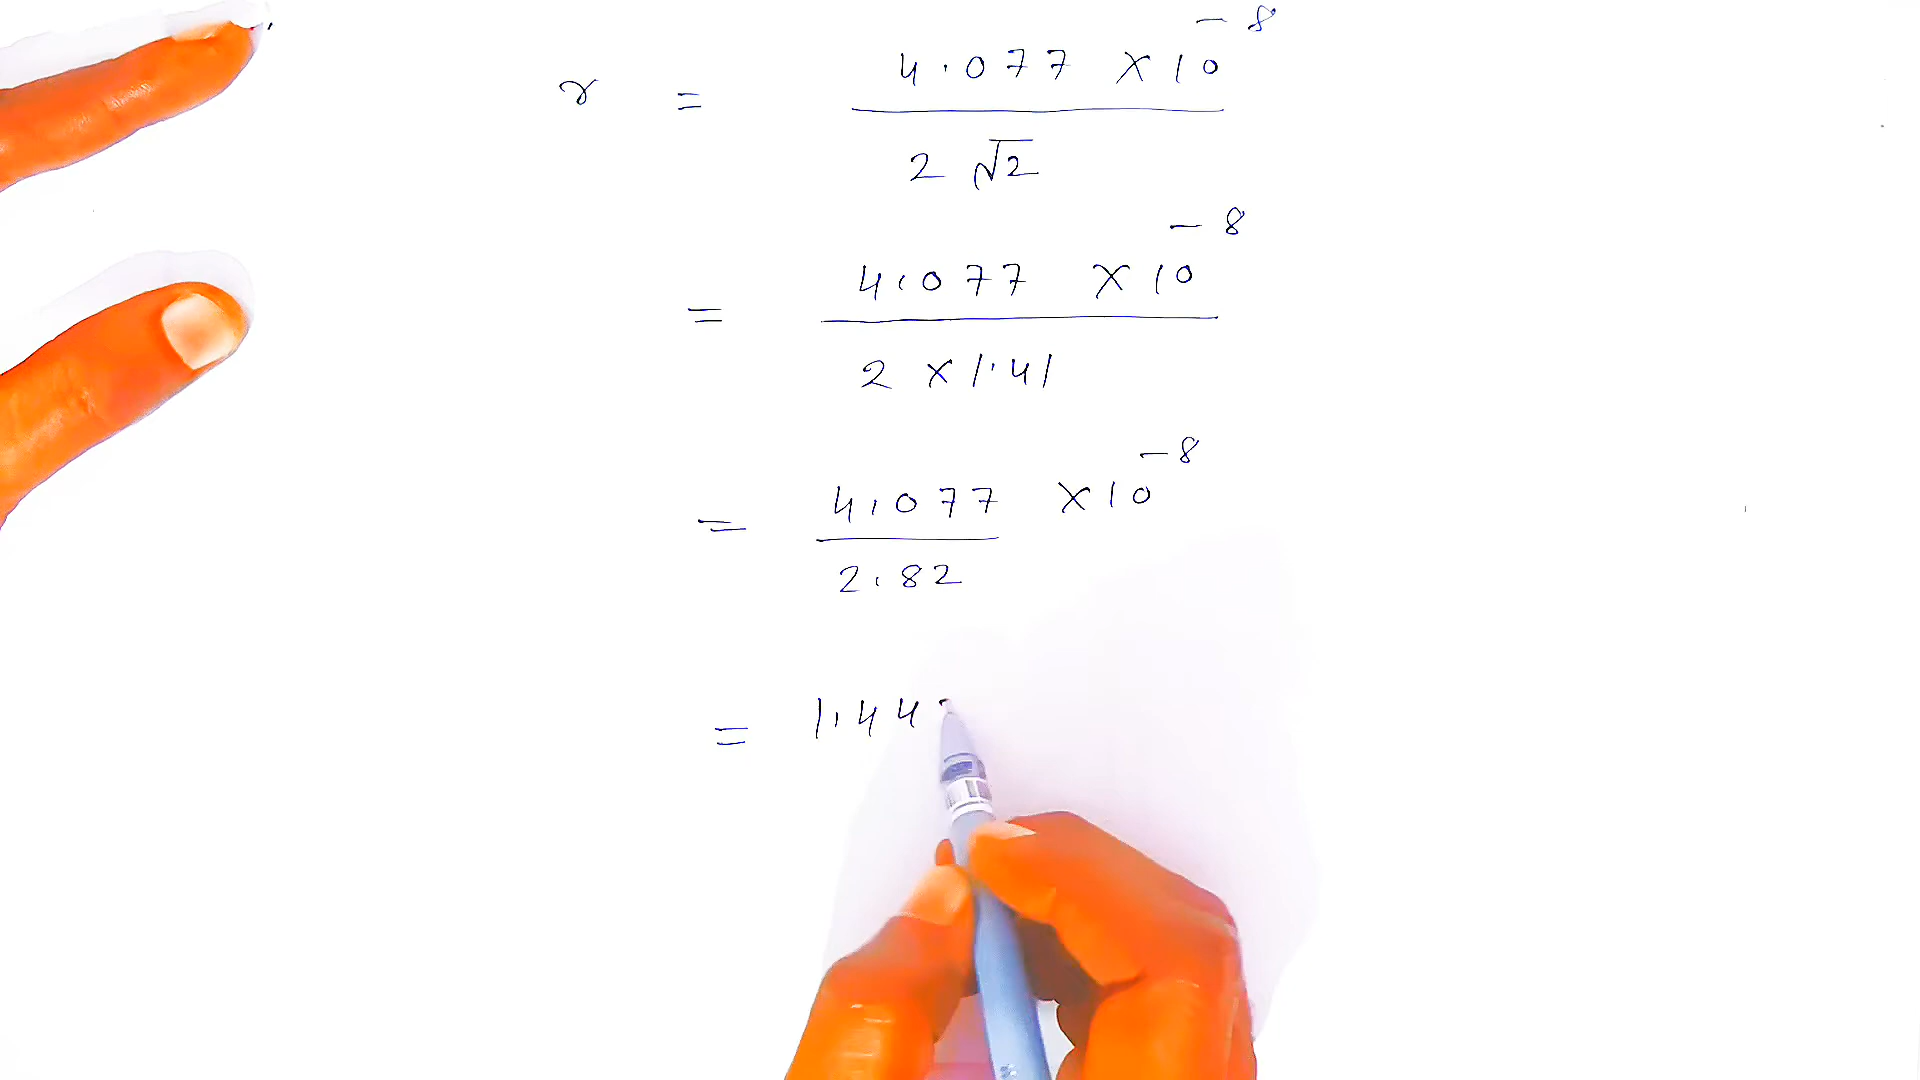 r = 4.077 × 10⁻⁸
2 √2
= 4.077 × 10⁻⁸
2 × 1.41
= 4.077 × 10⁻⁸
2.82
= 1.44